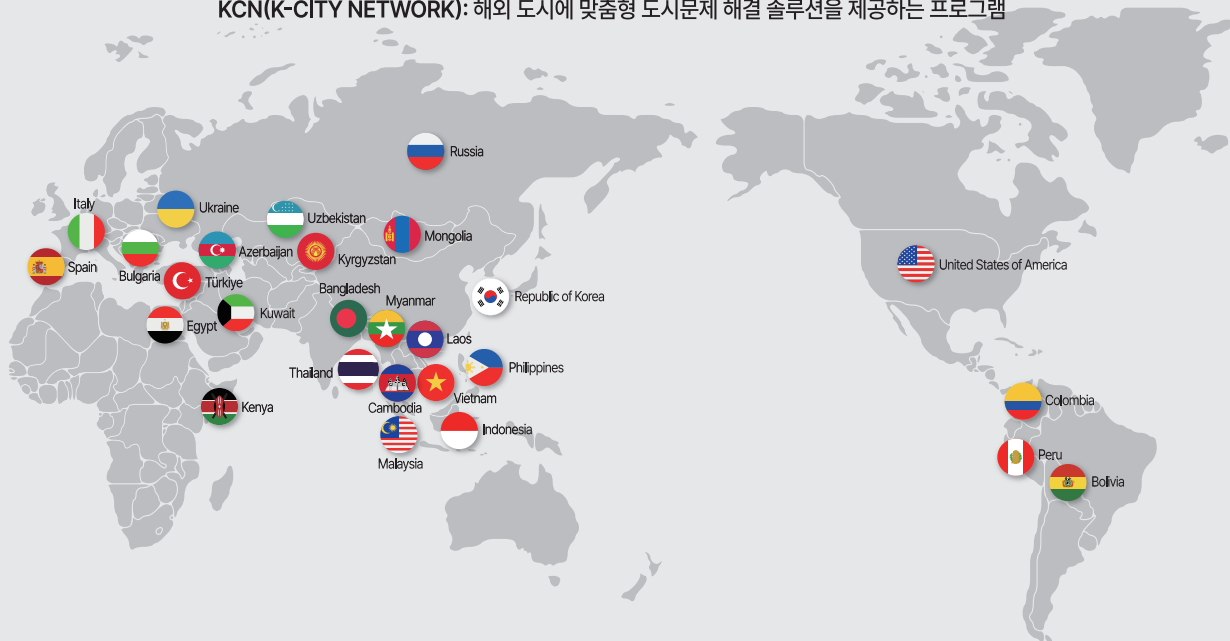 KCN(K-CITY NETWORK): 해외 도시에 맞춤형 도시문제 해결 솔루션을 제공하는 프로그램
Russia
Italy
Ukraine
Uzbekistan
Mongolia
Azerbaijan
Kyrgyzstan
Spain
Bulgaria
Türkiye
United States of America
Bangladesh
Republic of Korea
Myanmar
Kuwait
Egypt
Laos
Thailand
Philippines
Vietnam
Cambodia
Kenya
Colombia
Indonesia
Malaysia
Peru
Bolivia